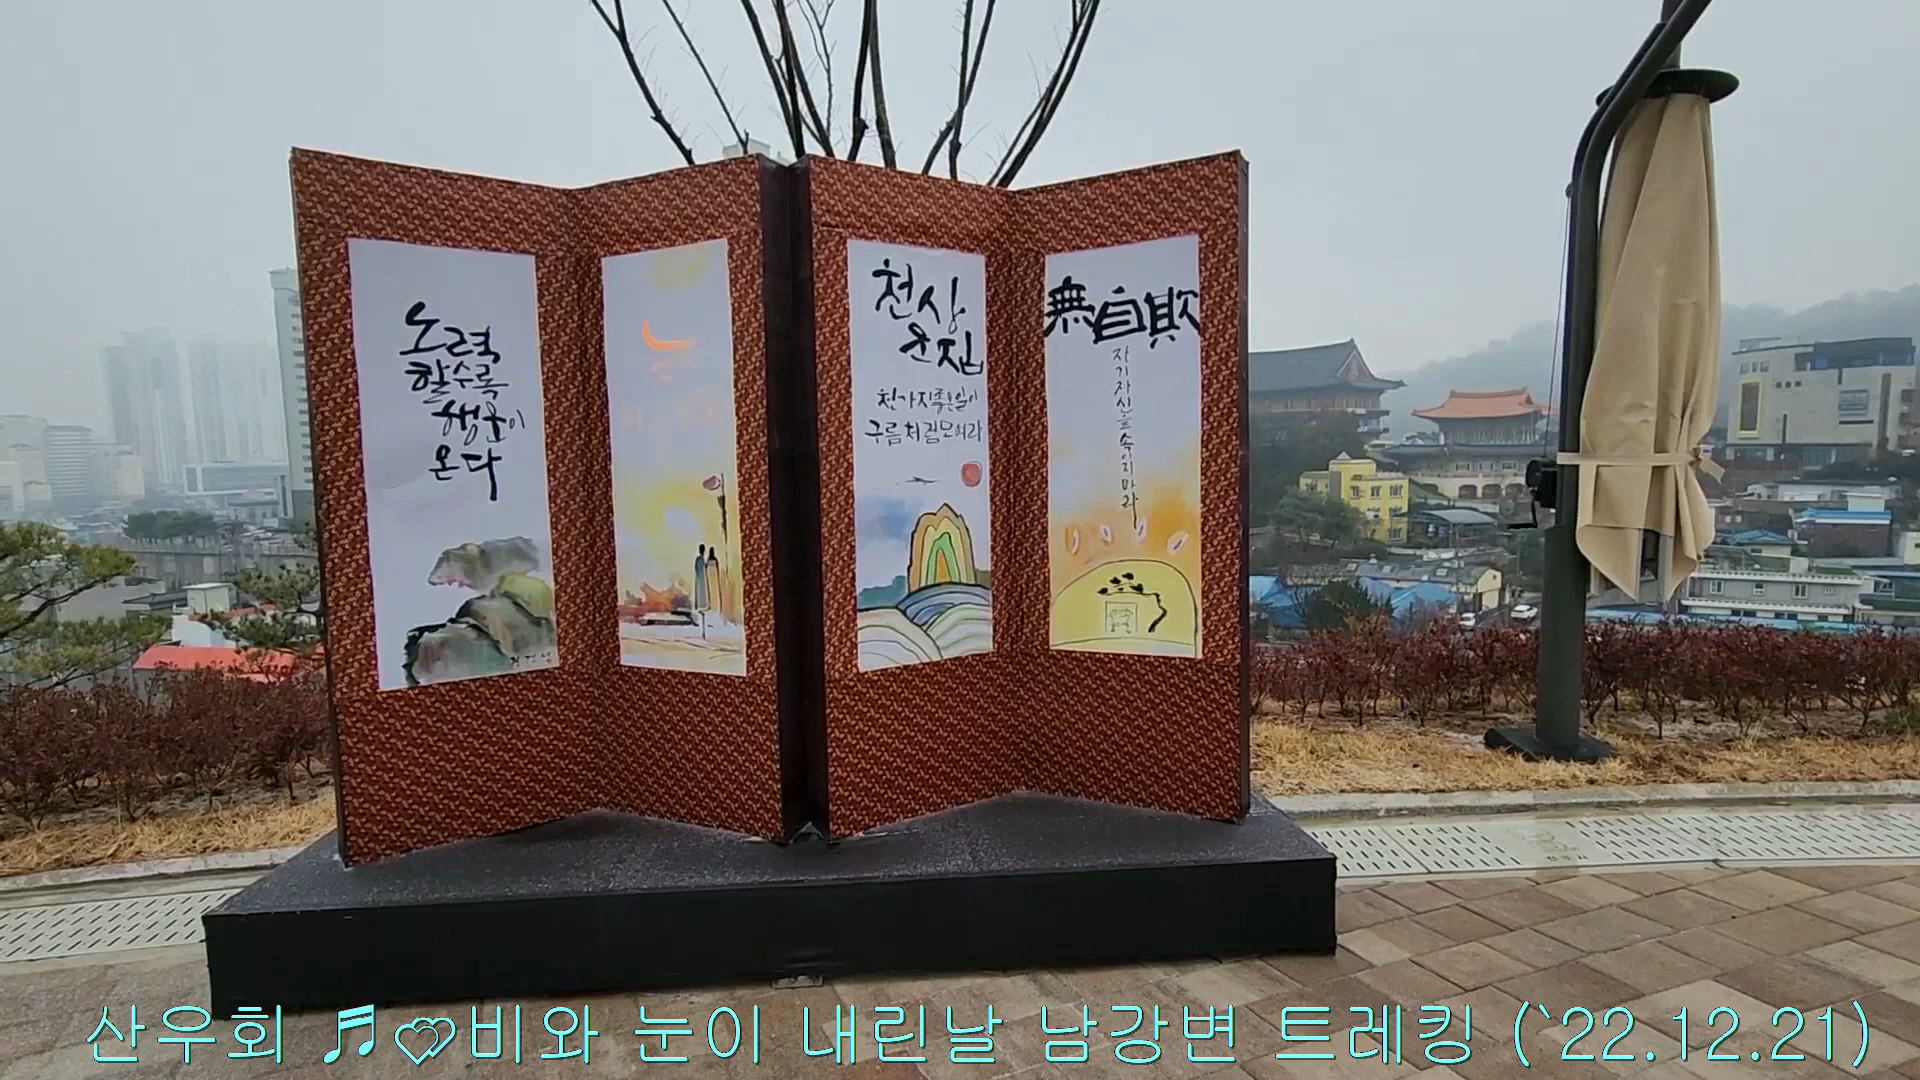 노력
할수록
행운이
온다
천상
운집
천가지좋은일이
구름처럼모여라
無自欺
자기자신을속이지마라
산우회 ♬💕비와 눈이 내린날 남강변 트레킹 (`22.12.21)